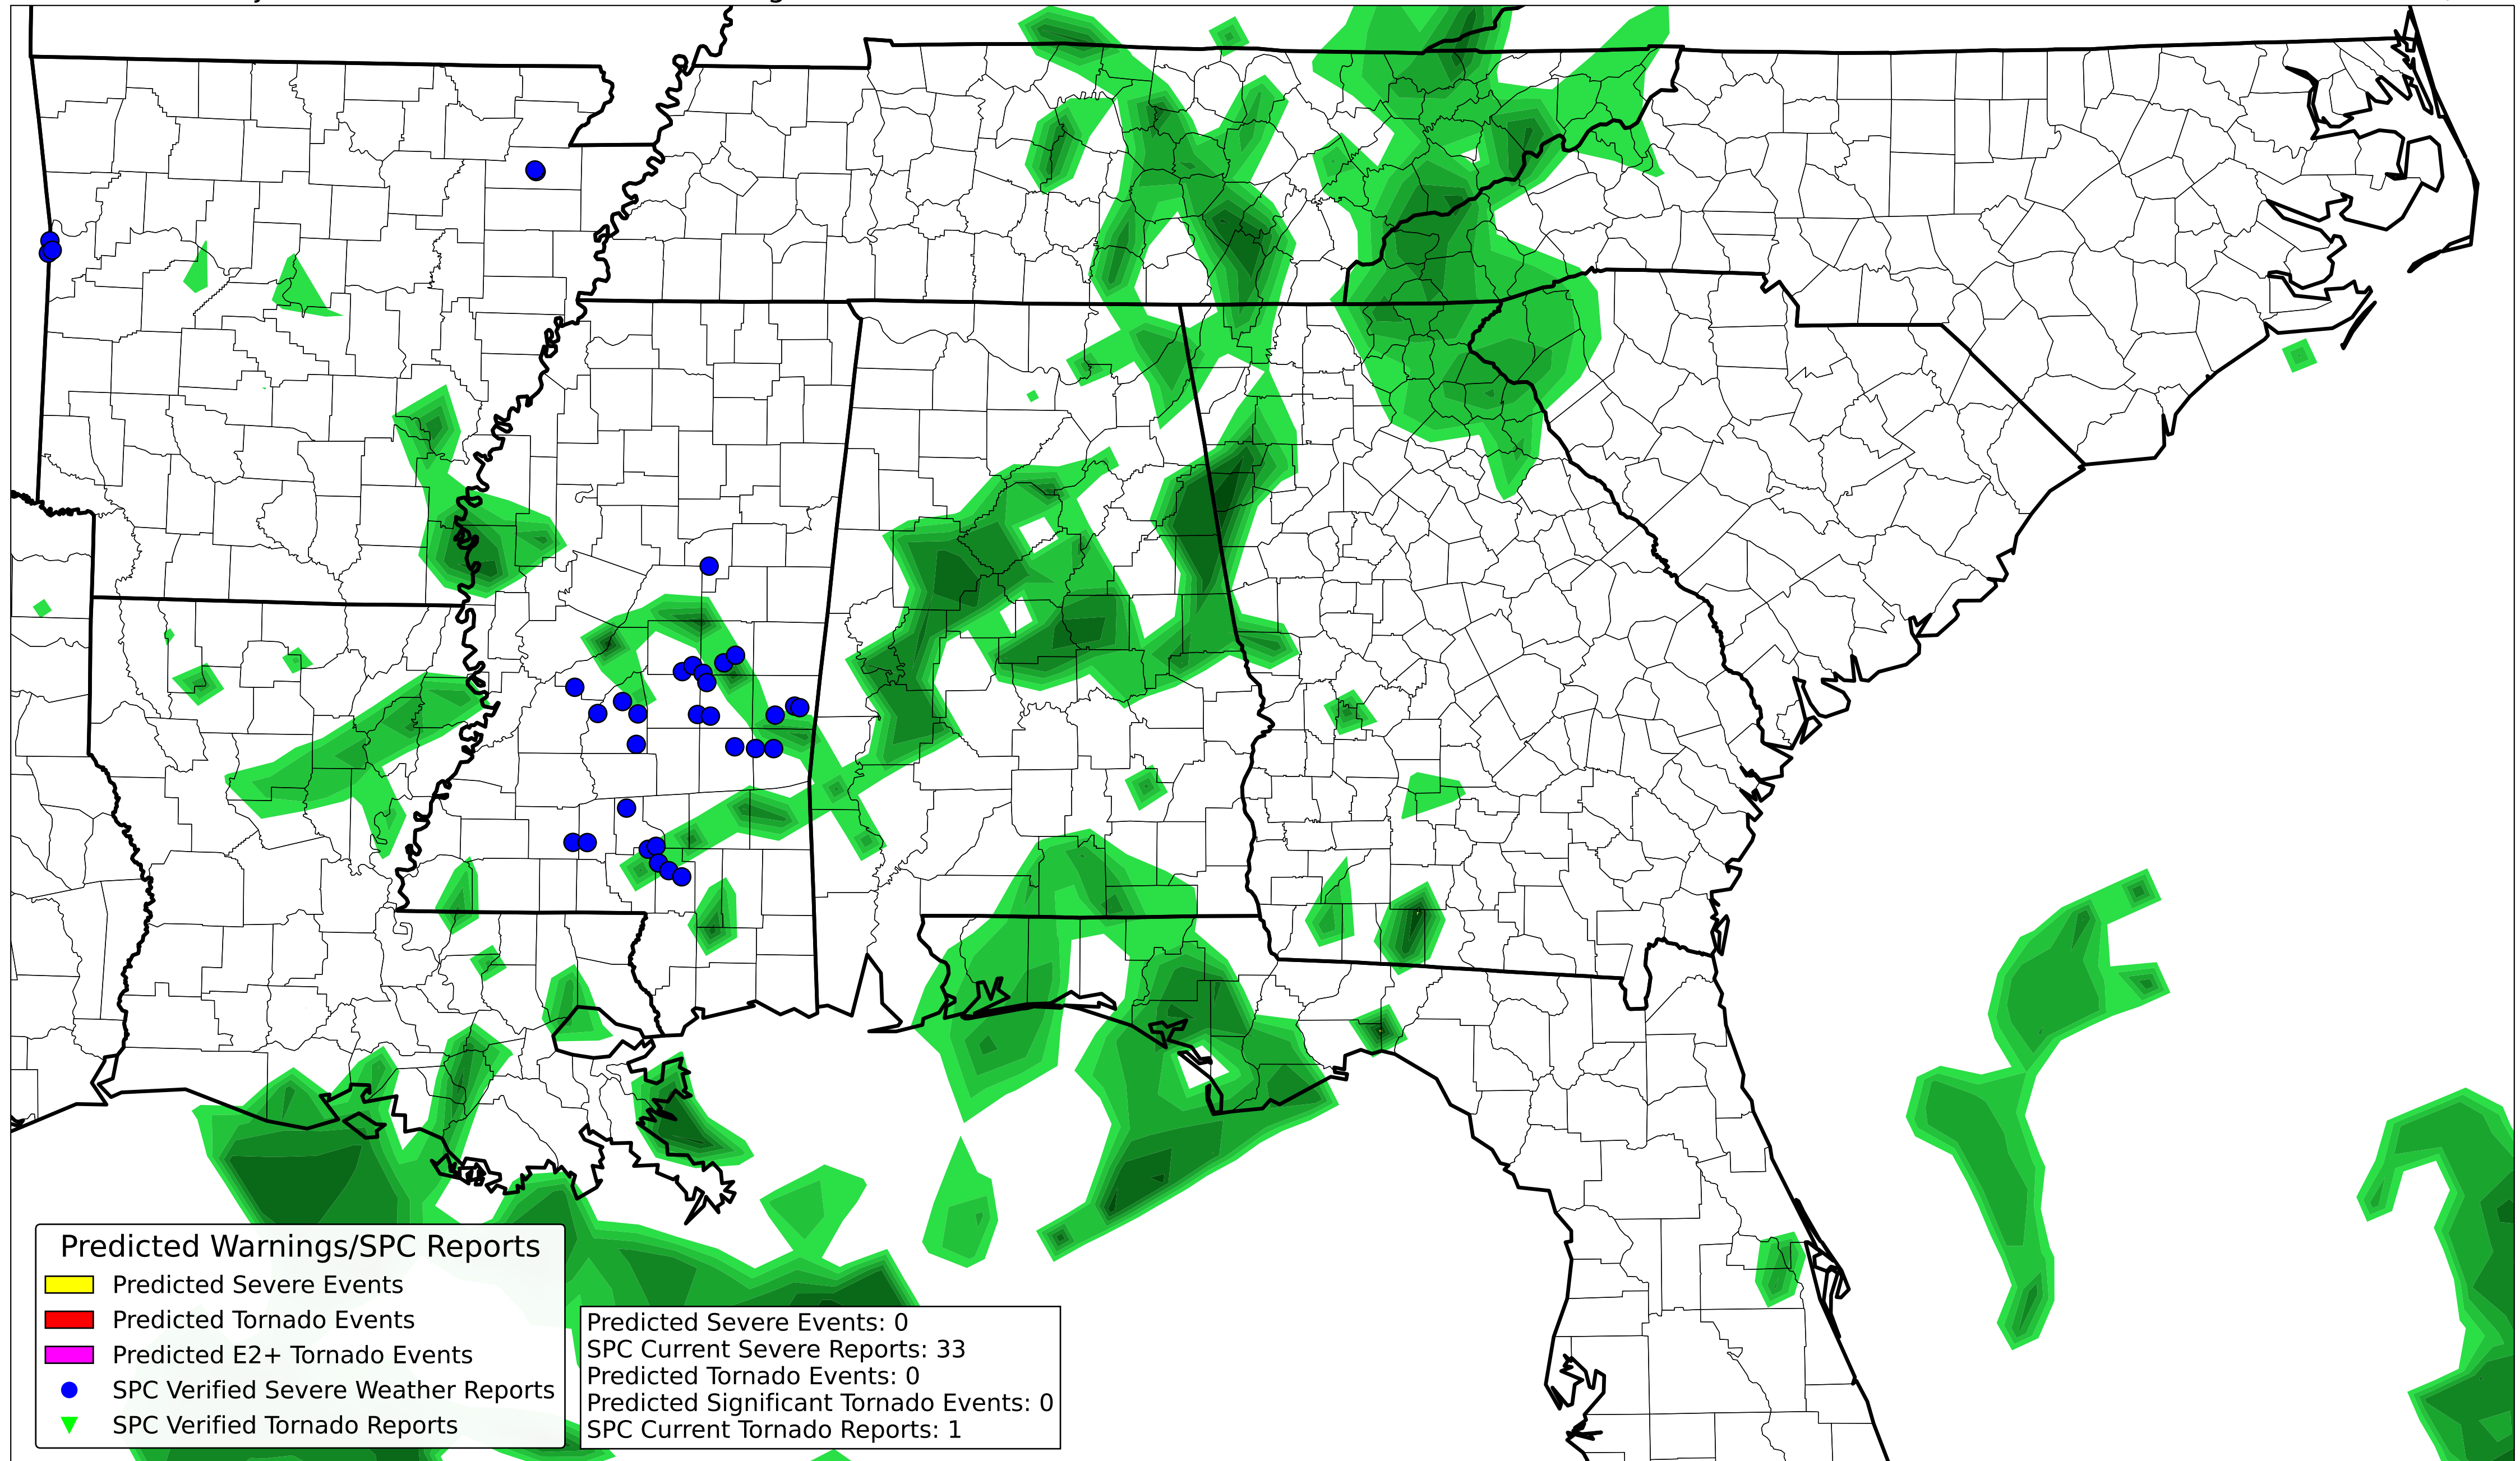 Predicted Warnings/SPC Reports
Predicted Severe Events
Predicted Tornado Events
Predicted E2+ Tornado Events
SPC Verified Severe Weather Reports
SPC Verified Tornado Reports
Predicted Severe Events: 0
SPC Current Severe Reports: 33
Predicted Tornado Events: 0
Predicted Significant Tornado Events: 0
SPC Current Tornado Reports: 1